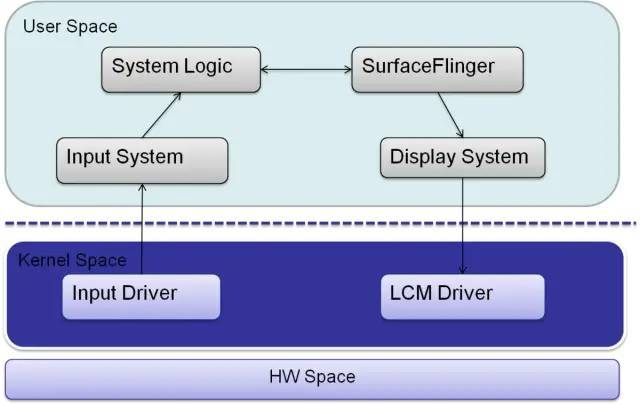 User Space
System Logic
SurfaceFlinger
Input System
Display System
Kernel Space
Input Driver
LCM Driver
HW Space